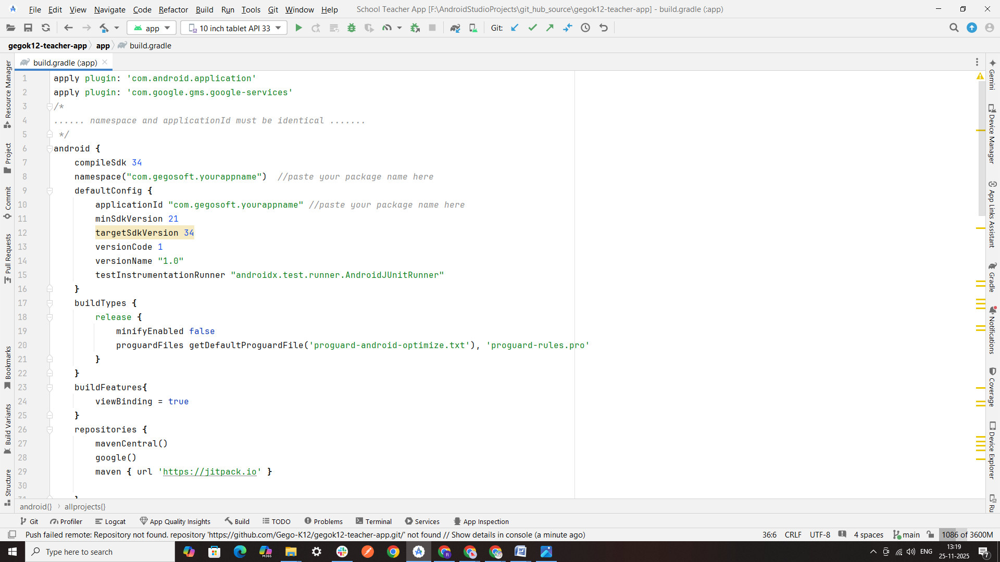 File Edit View Navigate Code Refactor Build Run Tools Git Window Help School Teacher App [F:\AndroidStudioProjects\git_hub_source\gegok12-teacher-app] - build.gradle (:app)
app 10 inch tablet API 33 Git:
gegok12-teacher-app app build.gradle
build.gradle (:app)
1 apply plugin: 'com.android.application'
2 apply plugin: 'com.google.gms.google-services'
3 /*
4 ...... namespace and applicationId must be identical .......
5 */
6 android {
7 compileSdk 34
8 namespace("com.gegosoft.yourappname") //paste your package name here
9 defaultConfig {
10 applicationId "com.gegosoft.yourappname" //paste your package name here
11 minSdkVersion 21
12 targetSdkVersion 34
13 versionCode 1
14 versionName "1.0"
15 testInstrumentationRunner "androidx.test.runner.AndroidJUnitRunner"
16 }
17 buildTypes {
18 release {
19 minifyEnabled false
20 proguardFiles getDefaultProguardFile('proguard-android-optimize.txt'), 'proguard-rules.pro'
21 }
22 }
23 buildFeatures{
24 viewBinding = true
25 }
26 repositories {
27 mavenCentral()
28 google()
29 maven { url 'https://jitpack.io' }
30
Resource Manager
Project
Commit
Pull Requests
Bookmarks
Build Variants
Structure
Gemini
Device Manager
App Links Assistant
Gradle
Notifications
Coverage
Device Explorer
android{} allprojects{}
Git Profiler Logcat App Quality Insights Build TODO Problems Terminal Services App Inspection
Push failed remote: Repository not found. repository 'https://github.com/Gego-K12/gegok12-teacher-app.git/' not found // Show details in console (a minute ago) 36:6 CRLF UTF-8 4 spaces main 1086 of 3600M
Type here to search M365 R ENG 13:19
25-11-2025 7